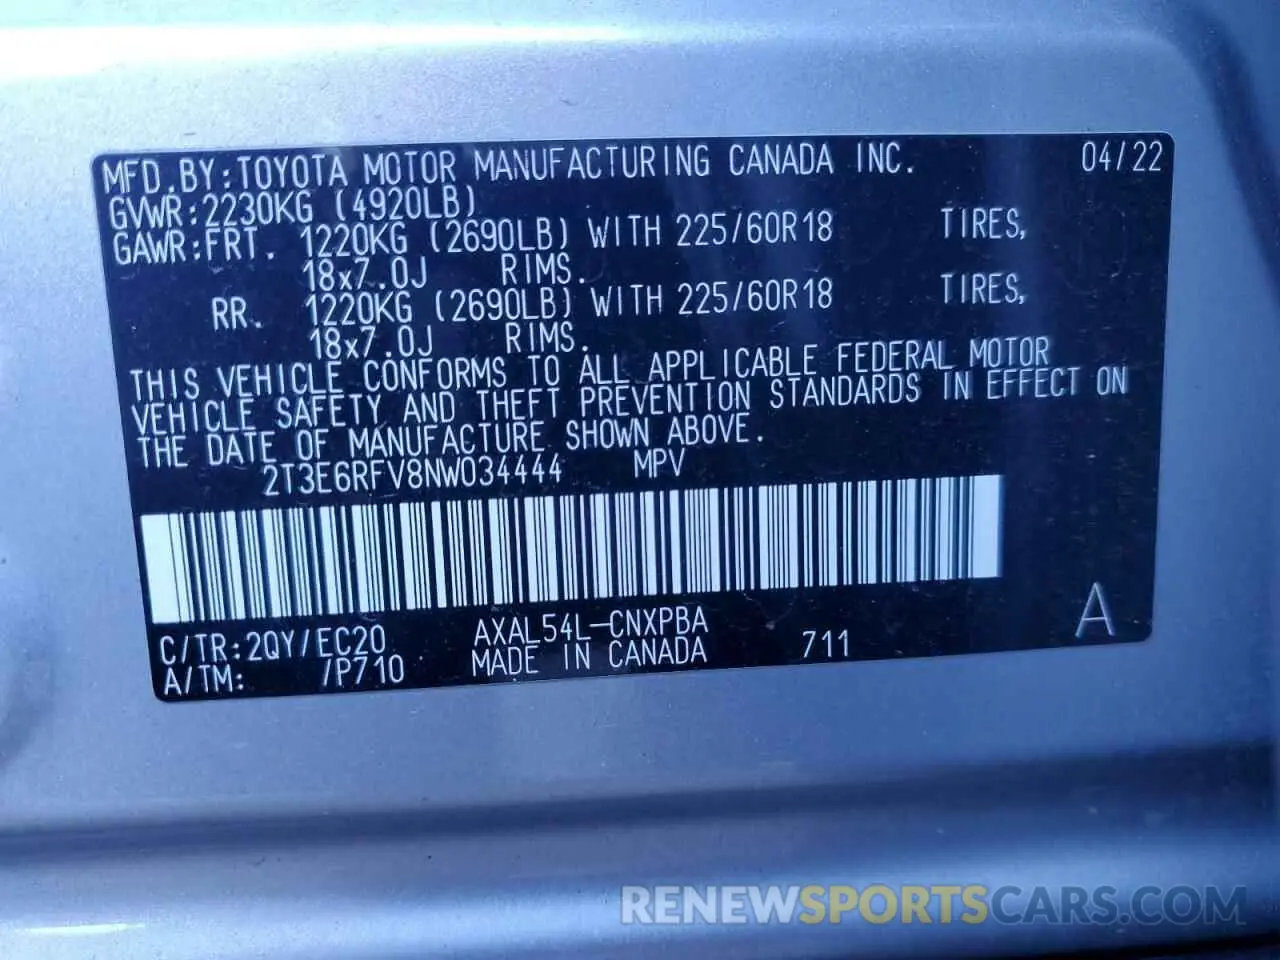 MFD.BY:TOYOTA MOTOR MANUFACTURING CANADA INC. 04/22
GVWR:2230KG (4920LB)
GAWR:FRT. 1220KG (2690LB) WITH 225/60R18 TIRES,
18x7.0J RIMS.
RR. 1220KG (2690LB) WITH 225/60R18 TIRES,
18x7.0J RIMS.
THIS VEHICLE CONFORMS TO ALL APPLICABLE FEDERAL MOTOR
VEHICLE SAFETY AND THEFT PREVENTION STANDARDS IN EFFECT ON
THE DATE OF MANUFACTURE SHOWN ABOVE.
2T3E6RFV8NW034444 MPV
C/TR:2QY/EC20 AXAL54L-CNXPBA
A/TM: /P710 MADE IN CANADA 711 A
RENEWSPORTSCARS.COM